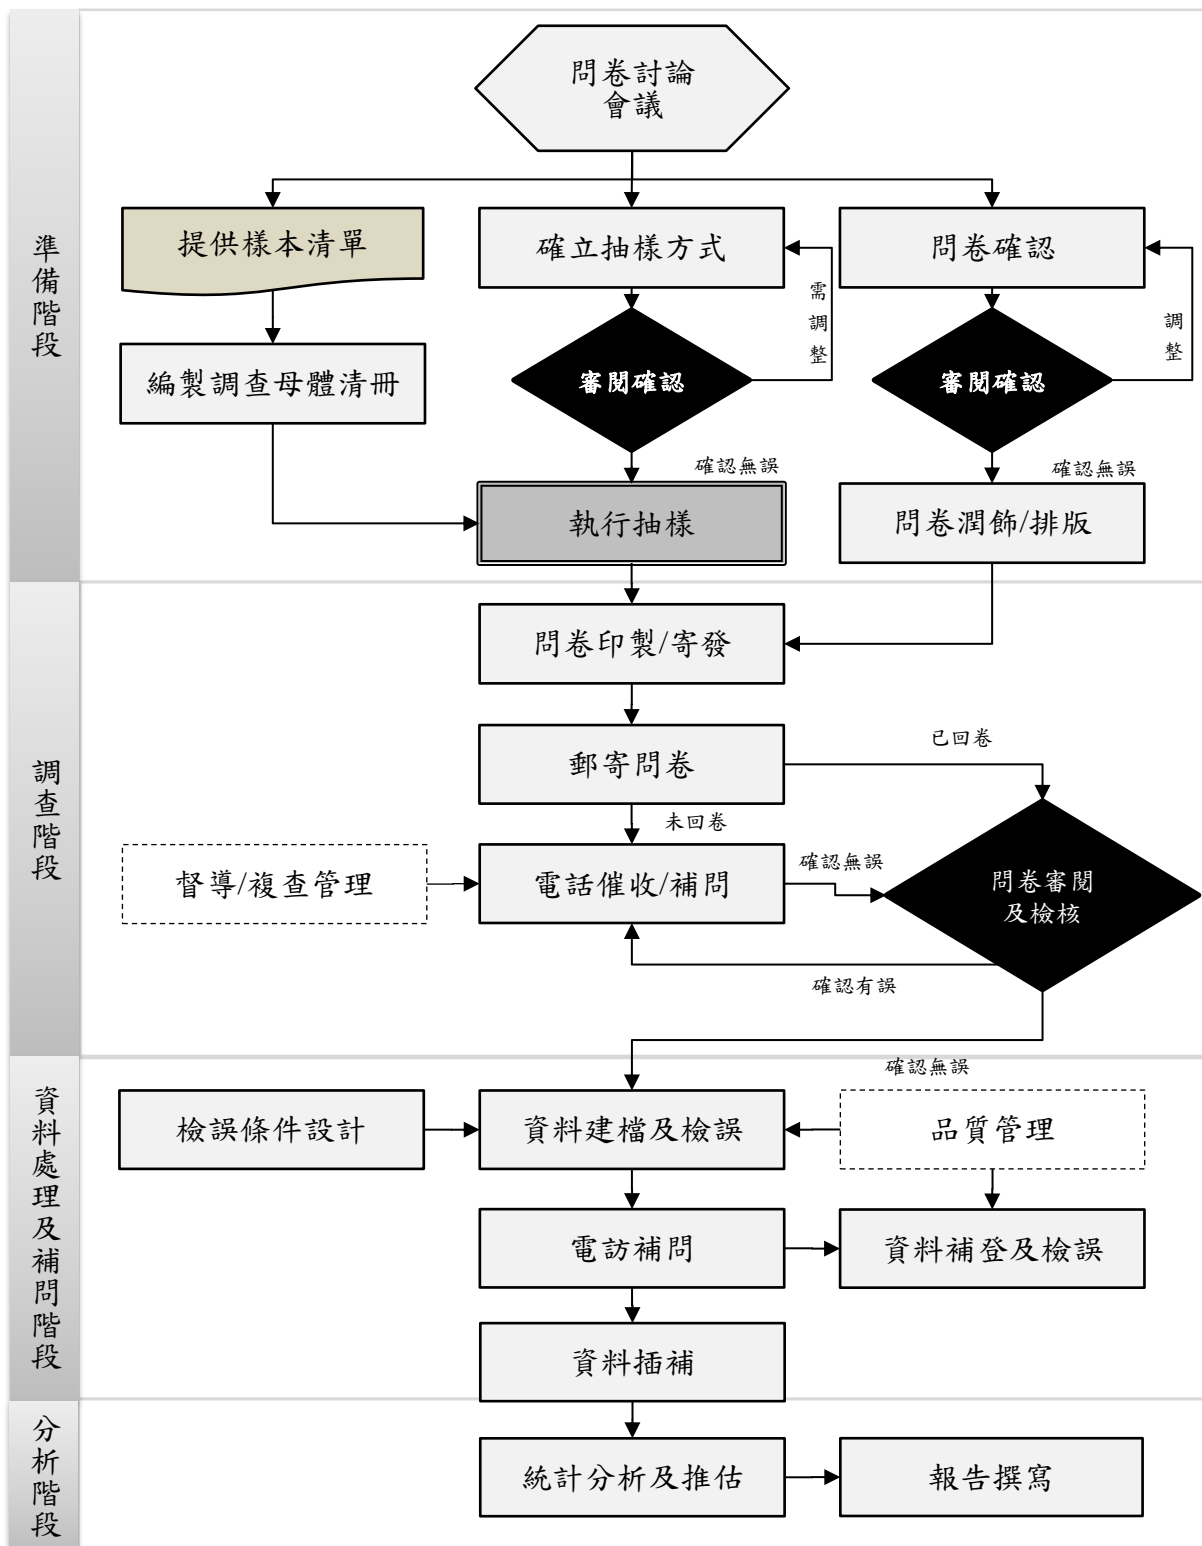 準備階段
問卷討論
會議
提供樣本清單
確立抽樣方式
問卷確認
需調整
調整
編製調查母體清冊
審閱確認
審閱確認
確認無誤
確認無誤
執行抽樣
問卷潤飾/排版
調查階段
問卷印製/寄發
郵寄問卷
已回卷
未回卷
督導/複查管理
電話催收/補問
確認無誤
問卷審閱
及檢核
確認有誤
資料處理及補問階段
確認無誤
檢誤條件設計
資料建檔及檢誤
品質管理
電訪補問
資料補登及檢誤
資料插補
分析階段
統計分析及推估
報告撰寫